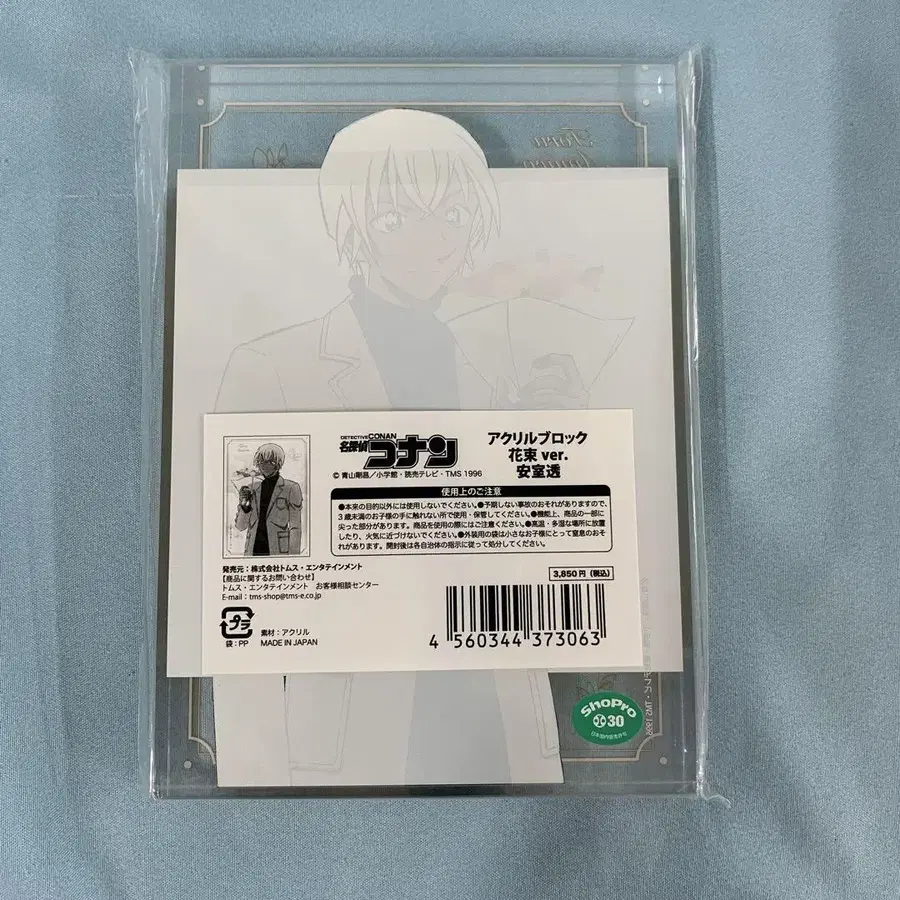 DETECTIVE CONAN
名探偵コナン
© 青山剛昌／小学館・読売テレビ・TMS 1996
アクリルブロック
花束 ver.
安室透
使用上のご注意
●本来の目的以外には使用しないでください。●予期しない事故のおそれがありますので、
3歳未満のお子様の手に触れない所で使用・保管してください。●機能上、商品の一部に
尖った部分があります。商品を使用の際にはご注意ください。●高温・多湿な場所に放置
したり、火気に近づけないでください。●外装用の袋は小さなお子様にとって窒息のおそ
れがあります。開封後は各自治体の指示に従って処分してください。
発売元：株式会社トムス・エンタテインメント
【商品に関するお問い合わせ】
トムス・エンタテインメント お客様相談センター
E-mail：tms-shop@tms-e.co.jp
3,850円（税込）
プラ
袋：PP
素材：アクリル
MADE IN JAPAN
4 560344 373063
ShoPro
30
日本国内販売許可